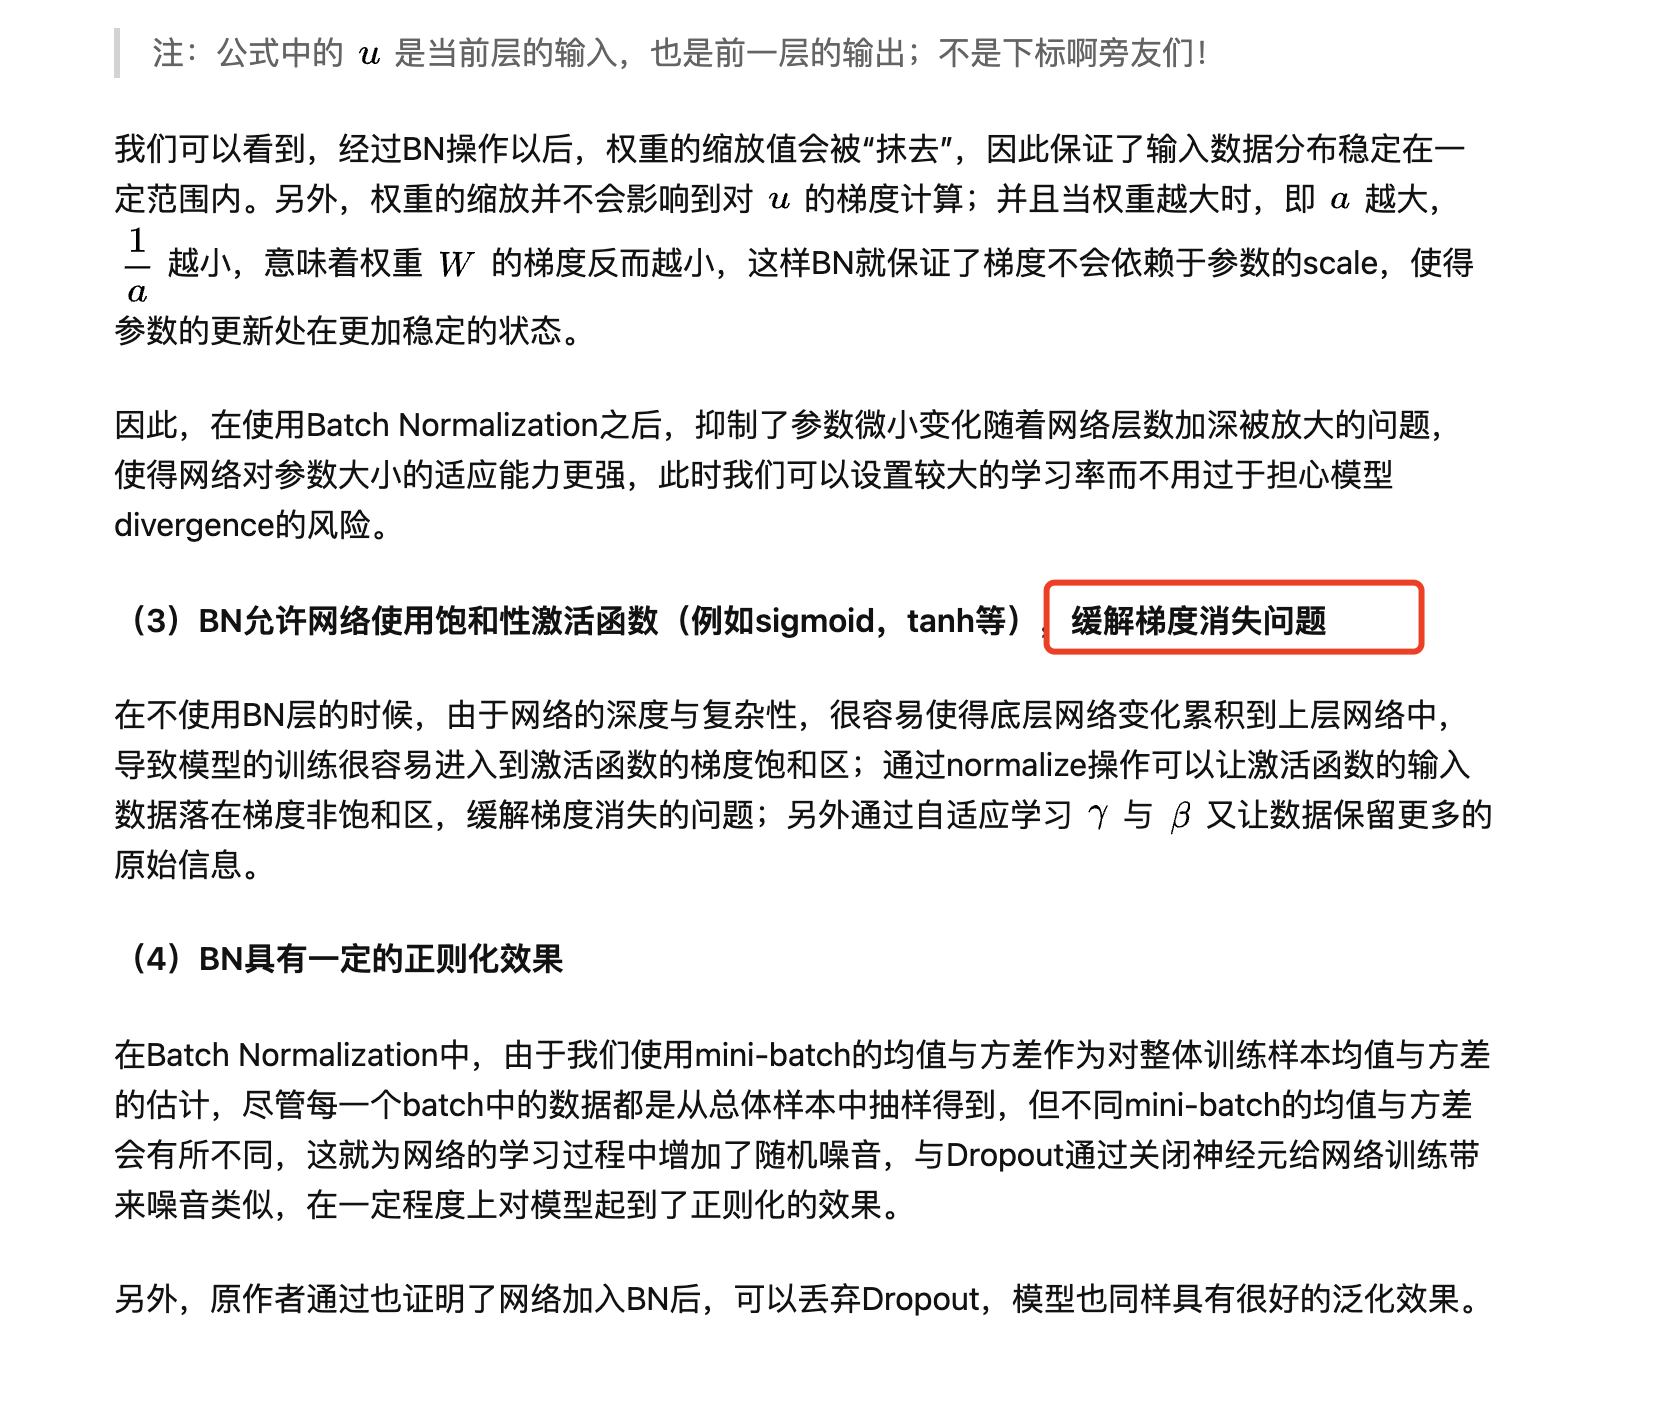 注：公式中的 u 是当前层的输入，也是前一层的输出；不是下标啊旁友们！
我们可以看到，经过BN操作以后，权重的缩放值会被“抹去”，因此保证了输入数据分布稳定在一
定范围内。另外，权重的缩放并不会影响到对 u 的梯度计算；并且当权重越大时，即 a 越大，
1/a 越小，意味着权重 W 的梯度反而越小，这样BN就保证了梯度不会依赖于参数的scale，使得
参数的更新处在更加稳定的状态。
因此，在使用Batch Normalization之后，抑制了参数微小变化随着网络层数加深被放大的问题，
使得网络对参数大小的适应能力更强，此时我们可以设置较大的学习率而不用过于担心模型
divergence的风险。
（3）BN允许网络使用饱和性激活函数（例如sigmoid，tanh等），缓解梯度消失问题
在不使用BN层的时候，由于网络的深度与复杂性，很容易使得底层网络变化累积到上层网络中，
导致模型的训练很容易进入到激活函数的梯度饱和区；通过normalize操作可以让激活函数的输入
数据落在梯度非饱和区，缓解梯度消失的问题；另外通过自适应学习 γ 与 β 又让数据保留更多的
原始信息。
（4）BN具有一定的正则化效果
在Batch Normalization中，由于我们使用mini-batch的均值与方差作为对整体训练样本均值与方差
的估计，尽管每一个batch中的数据都是从总体样本中抽样得到，但不同mini-batch的均值与方差
会有所不同，这就为网络的学习过程中增加了随机噪音，与Dropout通过关闭神经元给网络训练带
来噪音类似，在一定程度上对模型起到了正则化的效果。
另外，原作者通过也证明了网络加入BN后，可以丢弃Dropout，模型也同样具有很好的泛化效果。